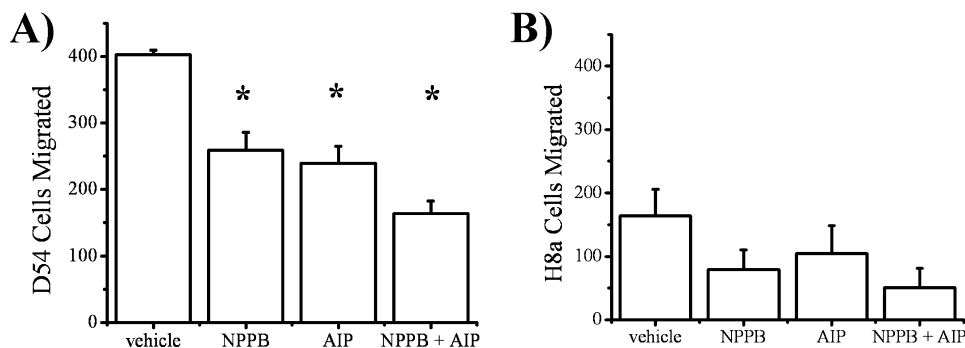 A)
D54 Cells Migrated
400
300
200
100
0
*
*
*
vehicle
NPPB
AIP
NPPB + AIP
B)
H8a Cells Migrated
400
300
200
100
0
vehicle
NPPB
AIP
NPPB + AIP